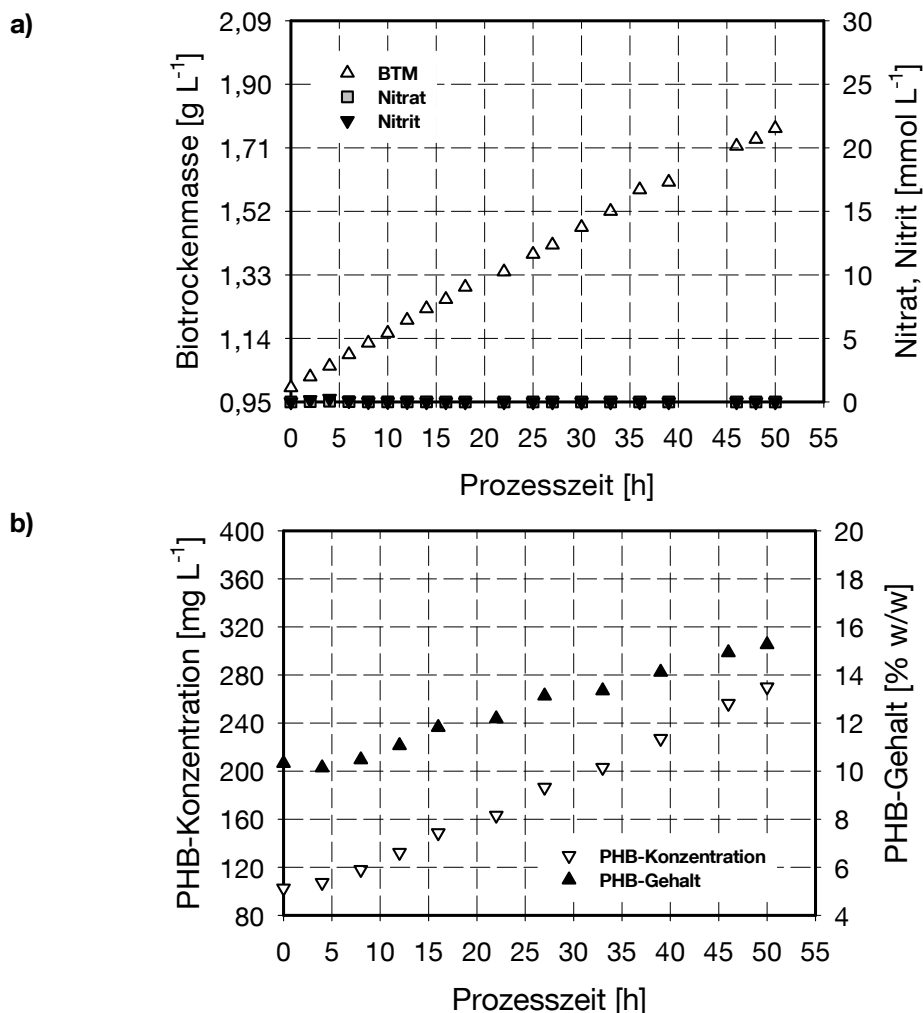 a)
Biotrockenmasse [g L-1]
2,09
1,90
1,71
1,52
1,33
1,14
0,95
BTM
Nitrat
Nitrit
30
25
20
15
10
5
0
Nitrat, Nitrit [mmol L-1]
0 5 10 15 20 25 30 35 40 45 50 55
Prozesszeit [h]
b)
PHB-Konzentration [mg L-1]
400
360
320
280
240
200
160
120
80
PHB-Konzentration
PHB-Gehalt
20
18
16
14
12
10
8
6
4
PHB-Gehalt [% w/w]
0 5 10 15 20 25 30 35 40 45 50 55
Prozesszeit [h]